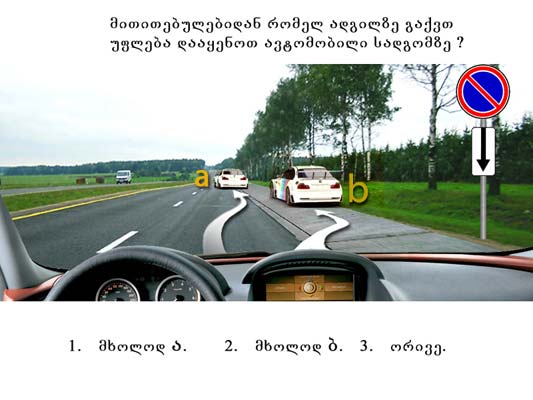 მითითებულებიდან რომელ ადგილზე გაქვთ
უფლება დააყენოთ ავტომობილი სადგომზე ?
a
b
1. მხოლოდ ა. 2. მხოლოდ ბ. 3. ორივე.